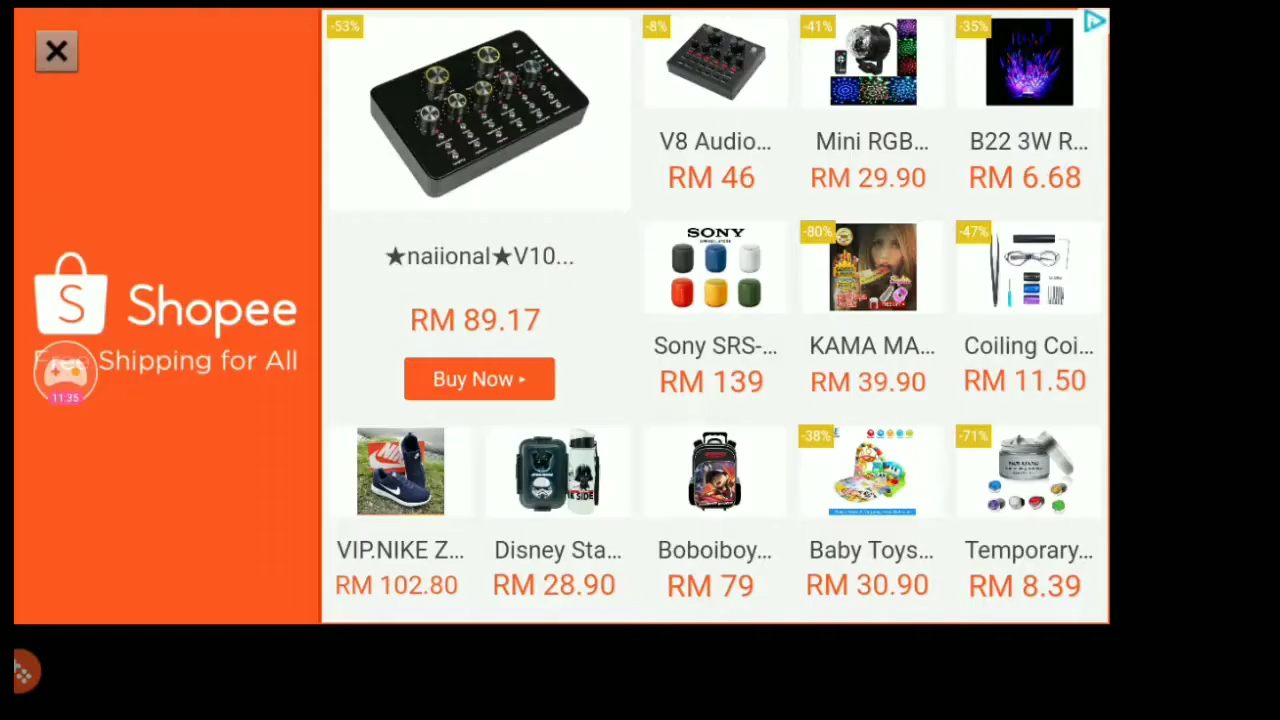 Shopee
Free Shipping for All
11:35
-53%
★naiional★V10...
RM 89.17
Buy Now ▸
-8%
V8 Audio...
RM 46
-41%
Mini RGB...
RM 29.90
-35%
B22 3W R...
RM 6.68
SONY
Sony SRS-...
RM 139
-80%
KAMA MA...
RM 39.90
-47%
Coiling Coi...
RM 11.50
VIP.NIKE Z...
RM 102.80
Disney Sta...
RM 28.90
Boboiboy...
RM 79
-38%
Baby Toys...
RM 30.90
-71%
Temporary...
RM 8.39